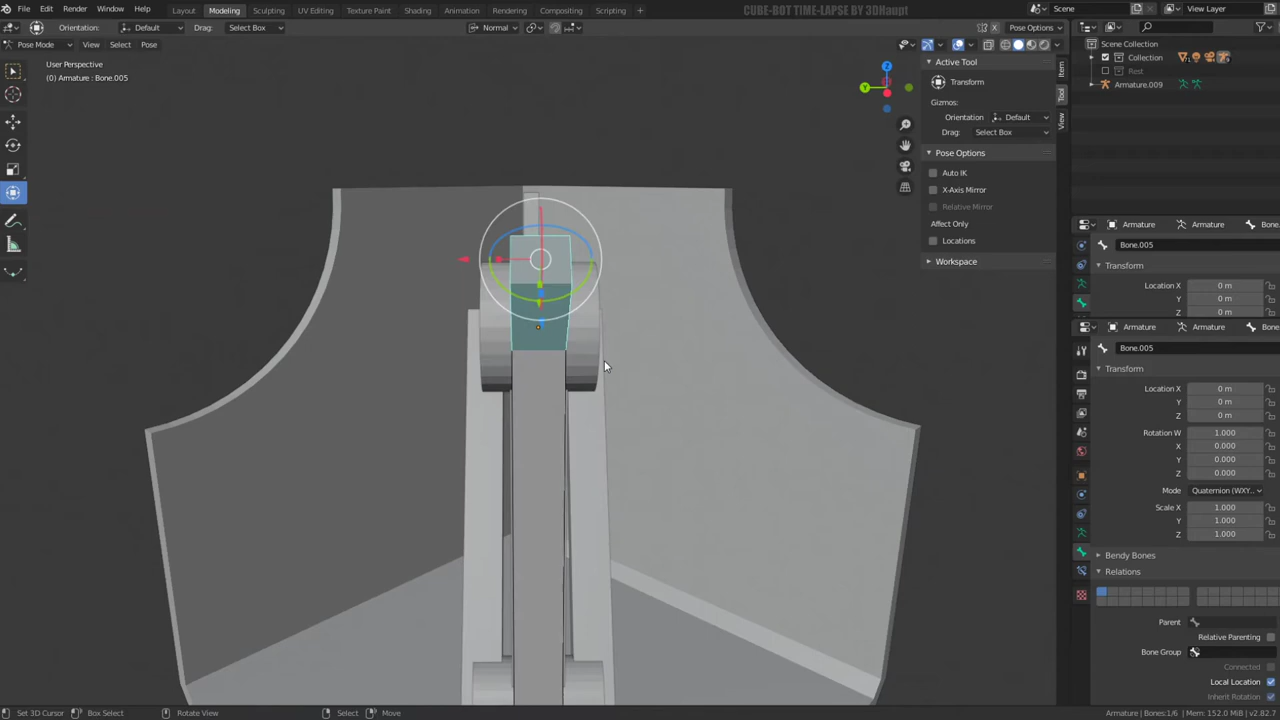 File Edit Render Window Help
Layout Modeling Sculpting UV Editing Texture Paint Shading Animation Rendering Compositing Scripting +
CUBE-BOT TIME-LAPSE BY 3DHaupt
Scene View Layer
Orientation: Default Drag: Select Box Normal Pose Options
Pose Mode View Select Pose
User Perspective
(0) Armature : Bone.005
Z
Y
Active Tool
Transform
Gizmos:
Orientation Default
Drag: Select Box
Pose Options
Auto IK
X-Axis Mirror
Relative Mirror
Affect Only
Locations
Workspace
Item
Tool
View
Scene Collection
Collection
Rest
Armature.009
Armature Armature Bone.
Bone.005
Transform
Location X 0 m
Y 0 m
Z 0 m
Armature Armature Bone.005
Bone.005
Transform
Location X 0 m
Y 0 m
Z 0 m
Rotation W 1.000
X 0.000
Y 0.000
Z 0.000
Mode Quaternion (WXY...
Scale X 1.000
Y 1.000
Z 1.000
Bendy Bones
Relations
Parent
Relative Parenting
Bone Group
Connected
Local Location
Inherit Rotation
Set 3D Cursor Box Select Rotate View Select Move
Armature | Bones:1/6 | Mem: 152.0 MiB | v2.82.7